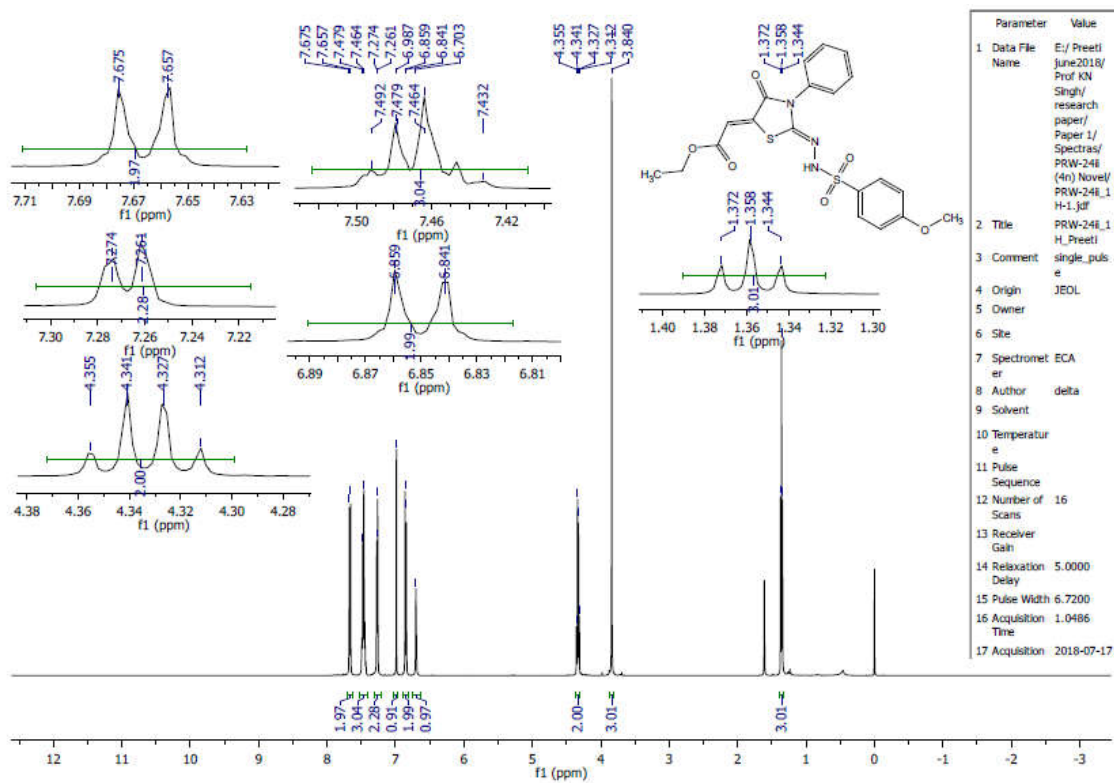 7.675
7.657
7.479
7.464
7.274
7.261
6.987
6.859
6.841
6.703
4.355
4.341
4.327
4.312
3.840
1.372
1.358
1.344
7.675
7.657
1.97
7.71 7.69 7.67 7.65 7.63
f1 (ppm)
7.492
7.479
7.464
7.432
3.04
7.50 7.46 7.42
f1 (ppm)
7.274
7.261
2.28
7.30 7.28 7.26 7.24 7.22
f1 (ppm)
6.859
6.841
1.99
6.89 6.87 6.85 6.83 6.81
f1 (ppm)
4.355
4.341
4.327
4.312
2.00
4.38 4.36 4.34 4.32 4.30 4.28
f1 (ppm)
O
N
S
N
HN
O
S
O
O
CH₃
O
O
H₃C
1.372
1.358
1.344
3.01
1.40 1.38 1.36 1.34 1.32 1.30
f1 (ppm)
Parameter Value
1 Data File E:/ Preeti
Name june2018/
Prof KN
Singh/
research
paper/
Paper 1/
Spectras/
PRW-24ii
(4n) Novel/
PRW-24ii_1
H-1.jdf
2 Title PRW-24ii_1
H_Preeti
3 Comment single_puls
e
4 Origin JEOL
5 Owner
6 Site
7 Spectromet ECA
er
8 Author delta
9 Solvent
10 Temperatur
e
11 Pulse
Sequence
12 Number of 16
Scans
13 Receiver
Gain
14 Relaxation 5.0000
Delay
15 Pulse Width 6.7200
16 Acquisition 1.0486
Time
17 Acquisition 2018-07-17
1.97
3.04
2.28
0.91
1.99
0.97
2.00
3.01
3.01
12 11 10 9 8 7 6 5 4 3 2 1 0 -1 -2 -3
f1 (ppm)